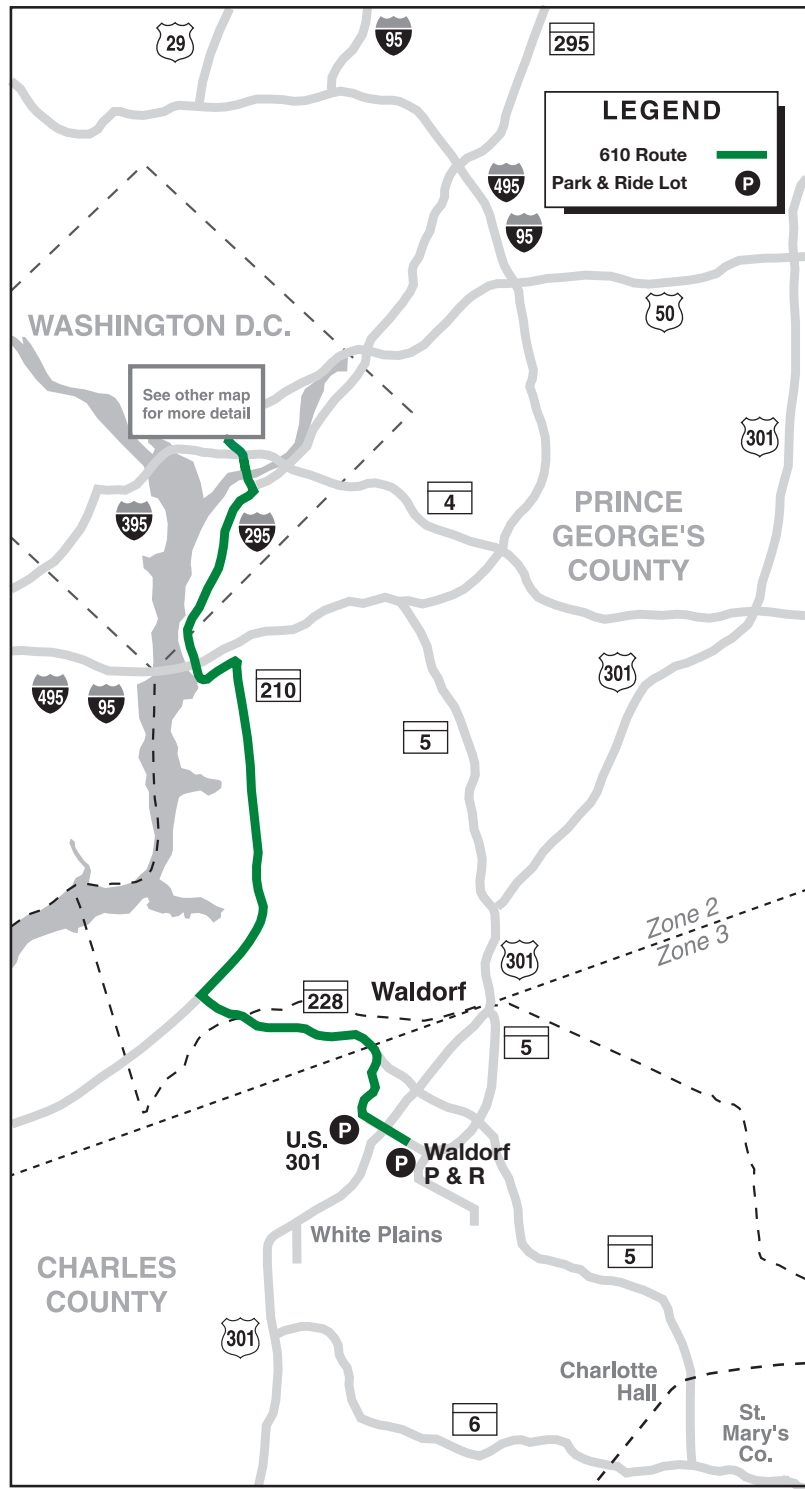 29
95
295
LEGEND
610 Route
Park & Ride Lot
P
495
95
50
WASHINGTON D.C.
See other map
for more detail
301
395
295
4
PRINCE
GEORGE'S
COUNTY
301
495
95
210
5
Zone 2
Zone 3
301
228
Waldorf
5
U.S.
301
P
P
Waldorf
P & R
White Plains
CHARLES
COUNTY
5
301
Charlotte
Hall
6
St.
Mary's
Co.